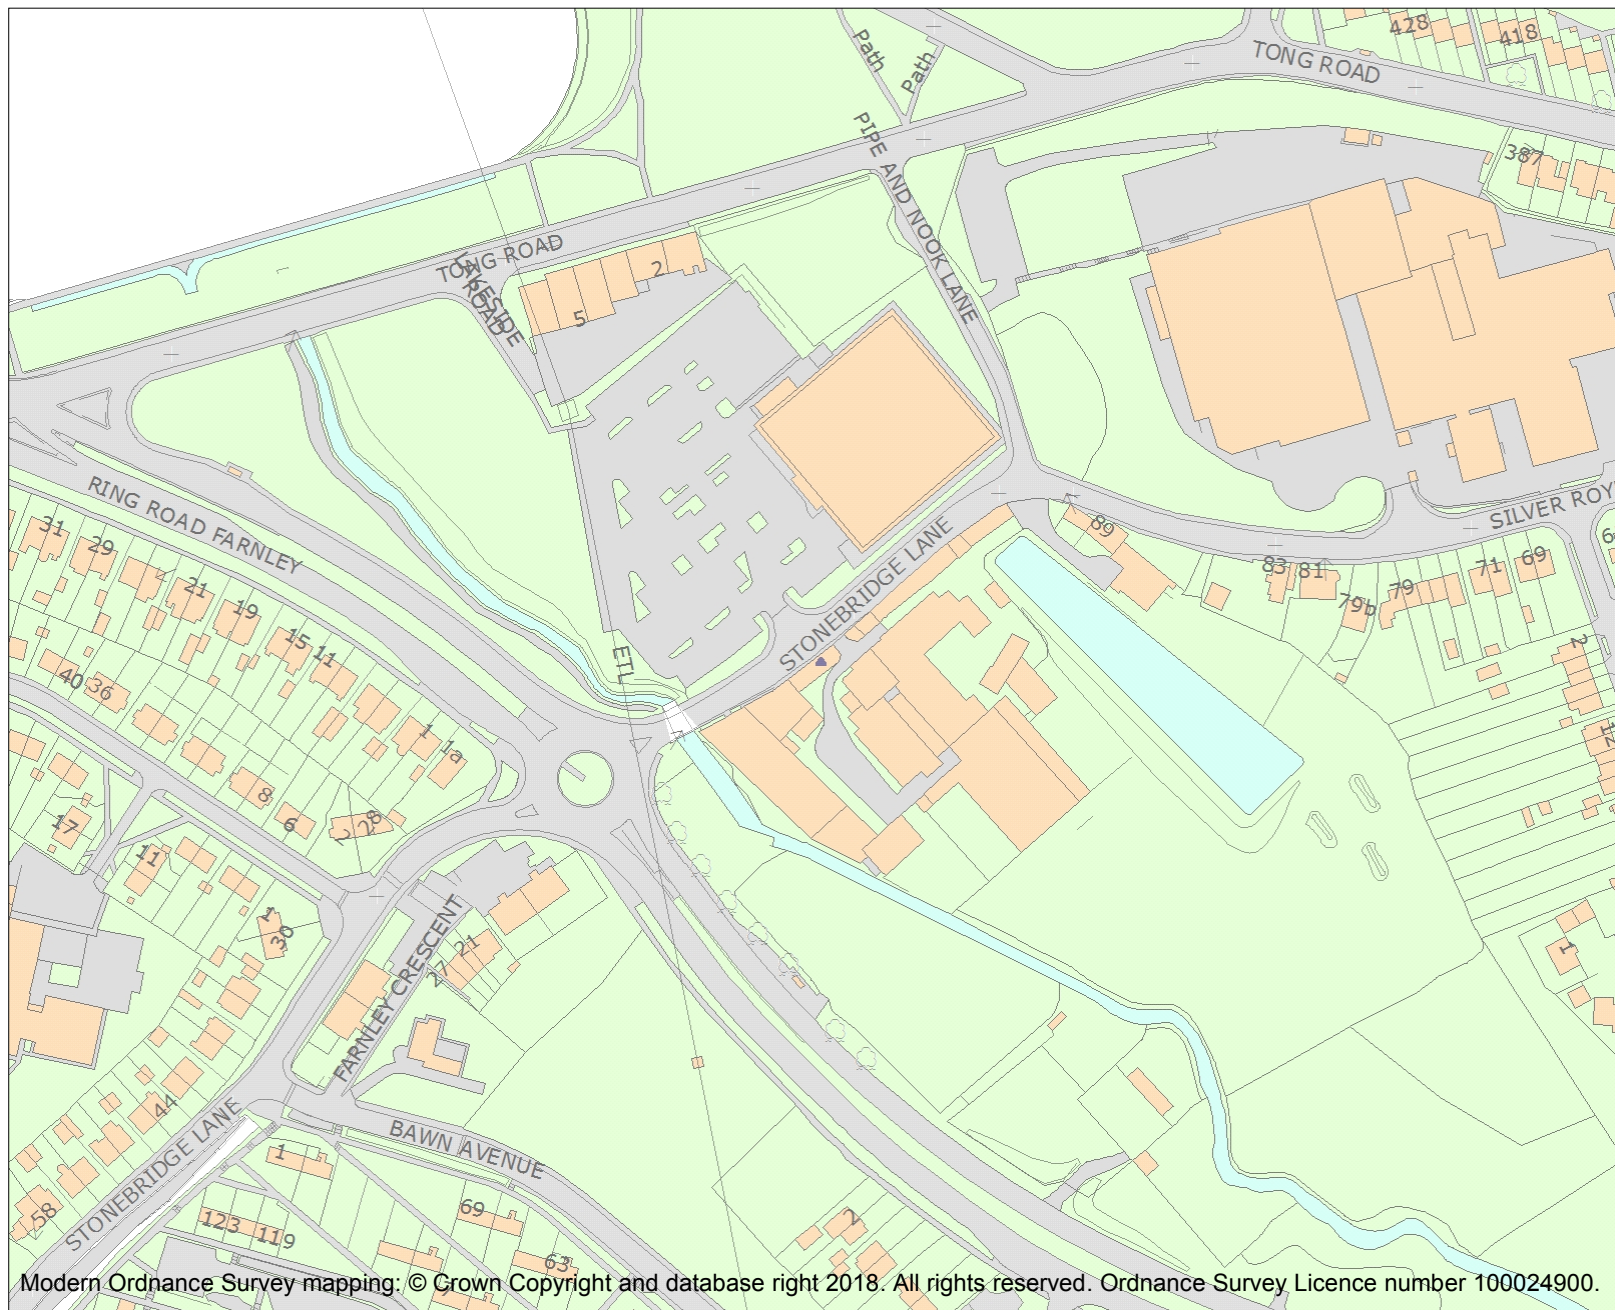 428
418
TONG ROAD
Path
Path
PIPE AND NOOK LANE
387
TONG ROAD
LAKESIDE
ROAD
2
5
RING ROAD FARNLEY
STONEBRIDGE LANE
ETL
89
83
81
79b
79
71
69
2
12
1
31
29
21
19
15
11
1
1a
40
36
8
6
2
28
17
11
1
30
FARNLEY CRESCENT
21
27
44
58
STONEBRIDGE LANE
BAWN AVENUE
1
123
119
69
63
2
Modern Ordnance Survey mapping: © Crown Copyright and database right 2018. All rights reserved. Ordnance Survey Licence number 100024900.